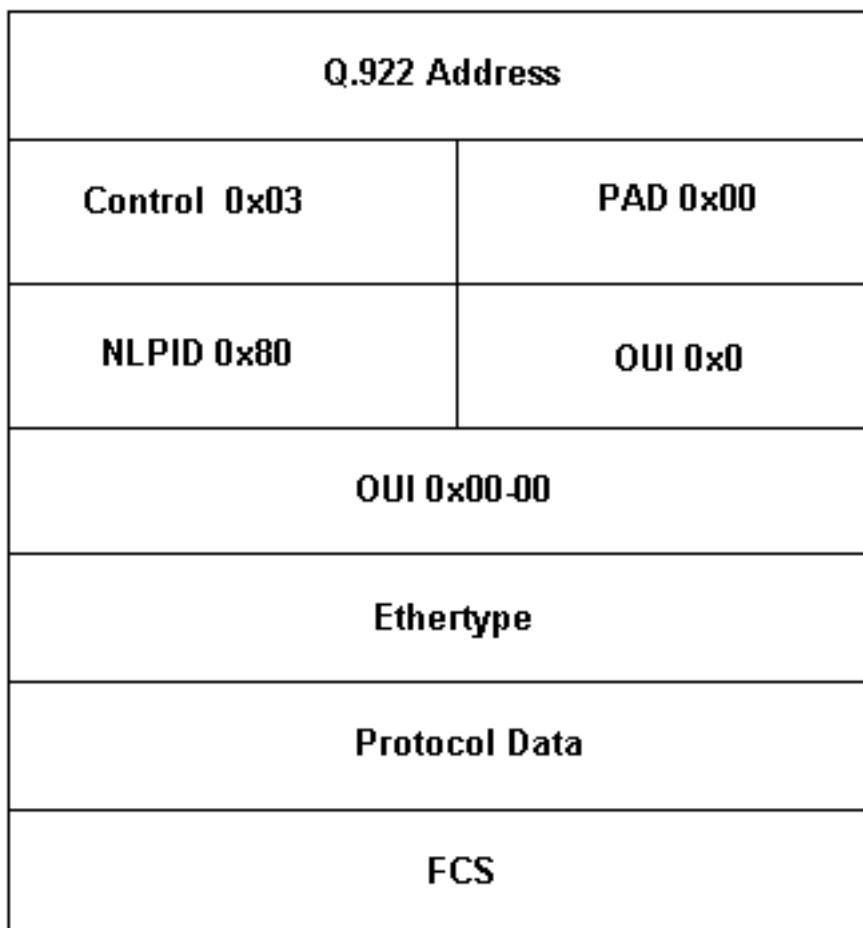 Q.922 Address
Control 0x03
PAD 0x00
NLPID 0x80
OUI 0x0
OUI 0x00-00
Ethertype
Protocol Data
FCS